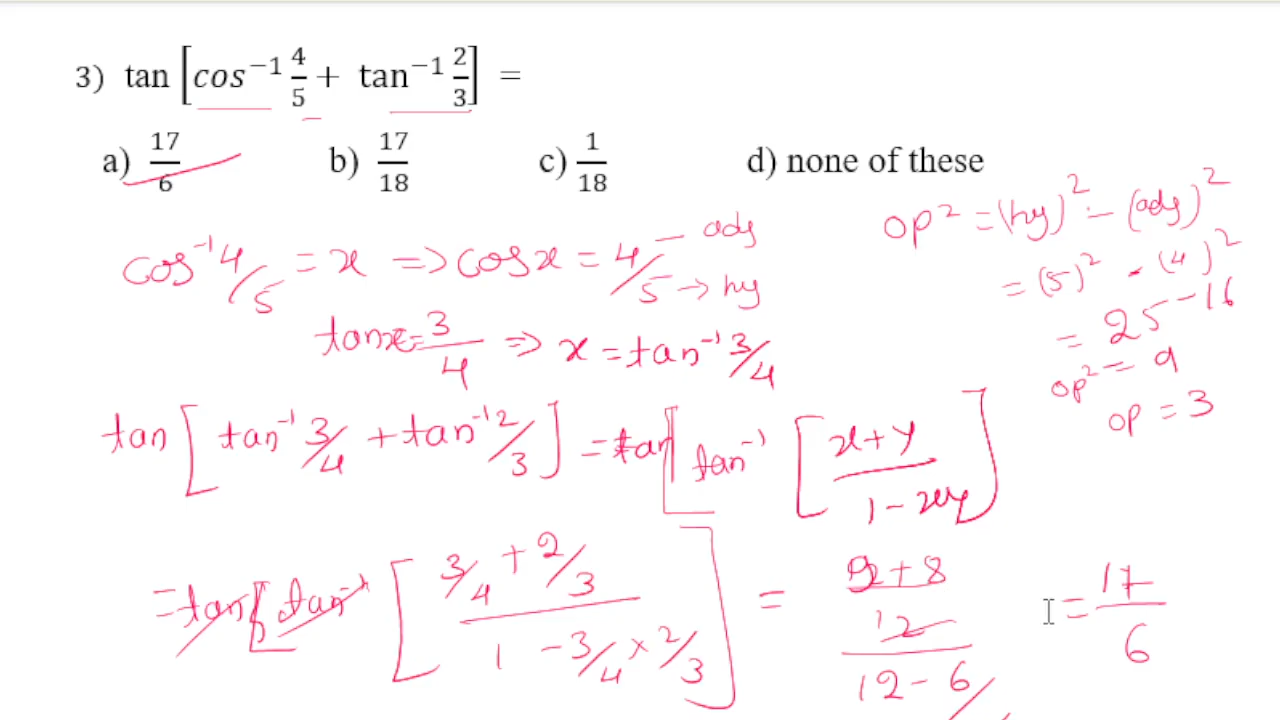 3) tan [cos⁻¹ 4/5 + tan⁻¹ 2/3] =
a) 17/6 b) 17/18 c) 1/18 d) none of these
op² = (hy)² - (adj)²
cos⁻¹ 4/5 = x => cos x = 4/5 - adj
→ hy
= (5)² - (4)²
= 25 - 16
tan x = 3/4 => x = tan⁻¹ 3/4
op² = 9
op = 3
tan [tan⁻¹ 3/4 + tan⁻¹ 2/3] = tan [tan⁻¹ [x+y / 1-xy]
= tan [tan⁻¹ [3/4 + 2/3 / 1 - 3/4 × 2/3] = 9+8 / 12 / 12-6/ = 17/6